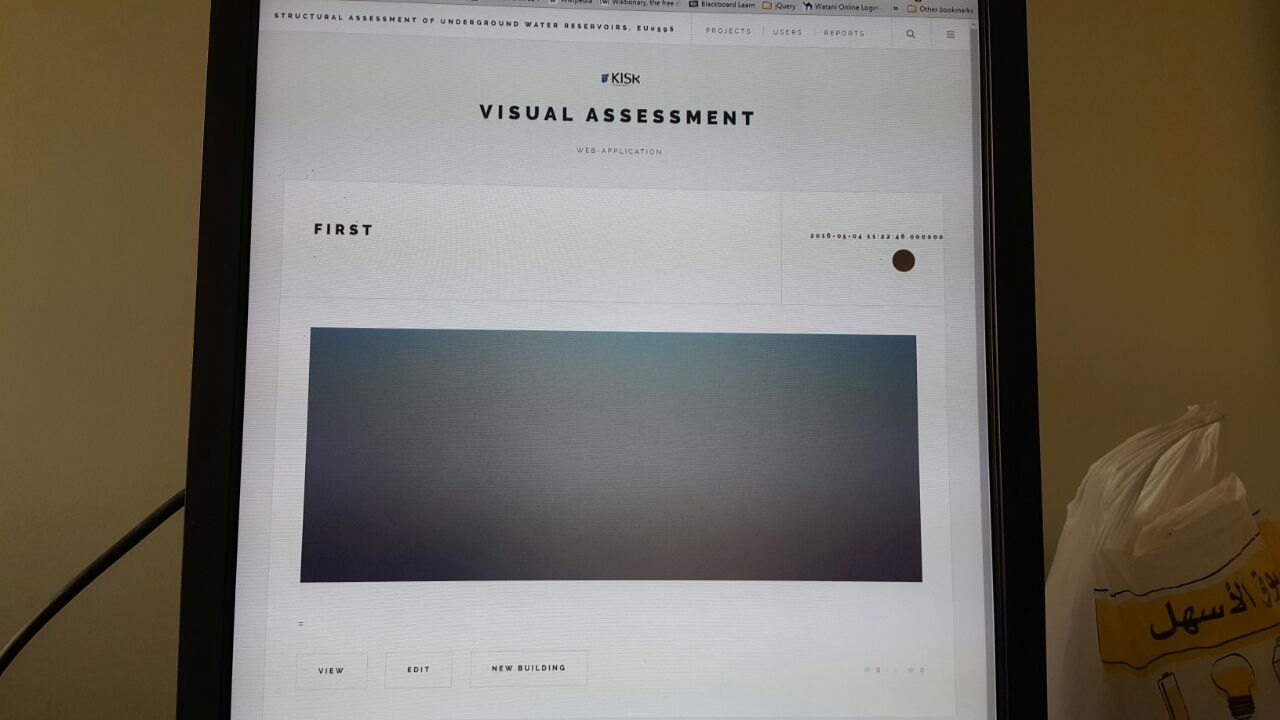 Wikipedia Wiktionary, the free Blackboard Learn jQuery Watani Online Login » Other bookmarks
STRUCTURAL ASSESSMENT OF UNDERGROUND WATER RESERVOIRS, EU059S
PROJECTS USERS REPORTS
KISR
VISUAL ASSESSMENT
WEB-APPLICATION
FIRST
2016-05-04 11:22:46.000000
=
VIEW EDIT NEW BUILDING 0 0
الأسهل